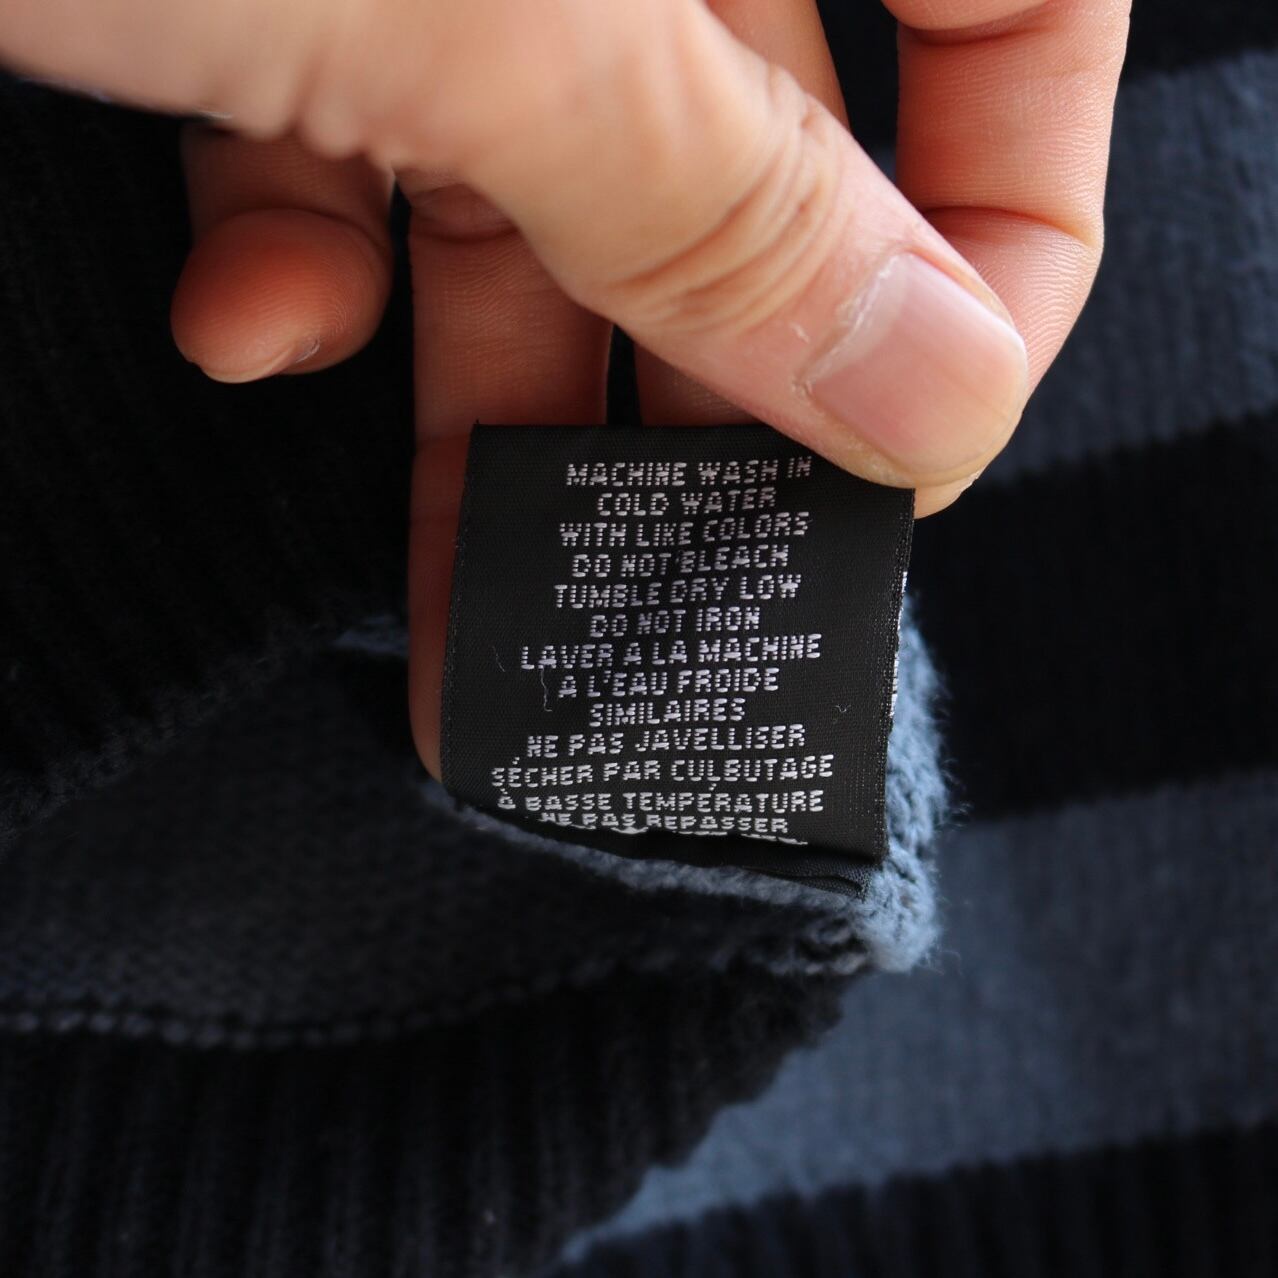 MACHINE WASH IN
COLD WATER
WITH LIKE COLORS
DO NOT BLEACH
TUMBLE DRY LOW
DO NOT IRON
LAVER A LA MACHINE
A L'EAU FROIDE
SIMILAIRES
NE PAS JAVELLISER
SÉCHER PAR CULBUTAGE
À BASSE TEMPÉRATURE
NE PAS REPASSER